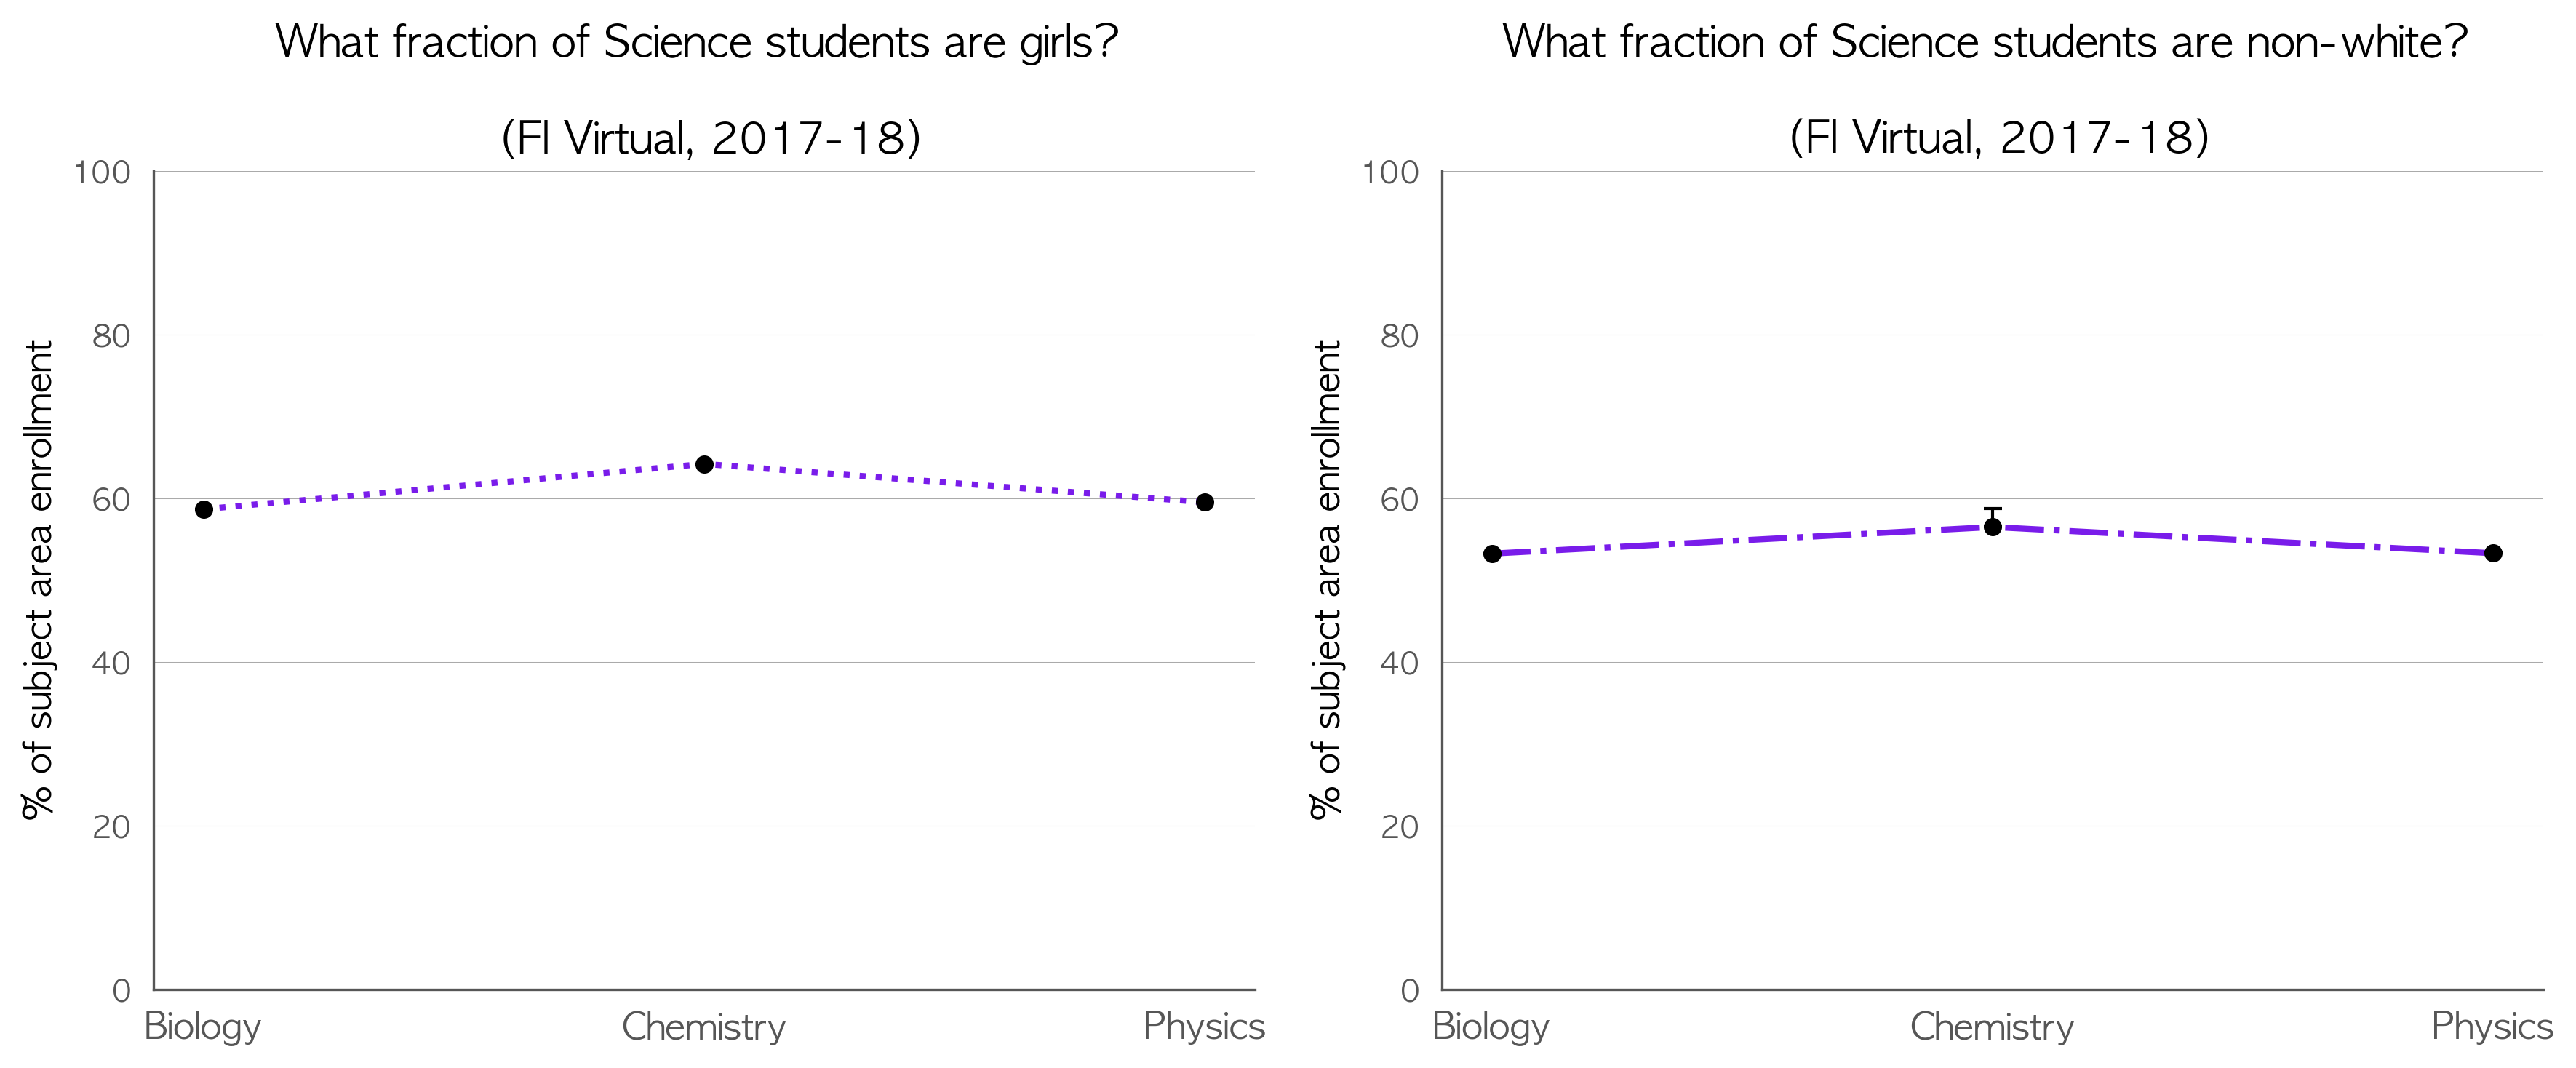 What fraction of Science students are girls?
(Fl Virtual, 2017-18)
100
80
60
40
20
0
% of subject area enrollment
Biology
Chemistry
Physics
What fraction of Science students are non-white?
(Fl Virtual, 2017-18)
100
80
60
40
20
0
% of subject area enrollment
Biology
Chemistry
Physics